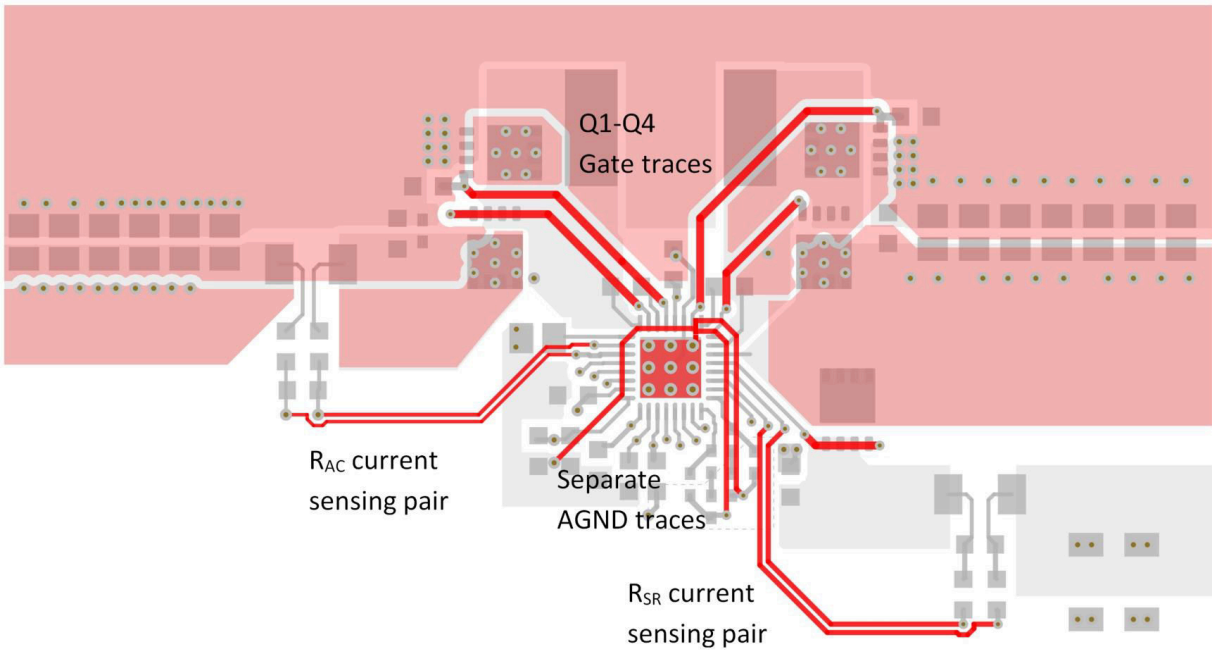 Q1-Q4
Gate traces
RAC current
sensing pair
Separate
AGND traces
RSR current
sensing pair